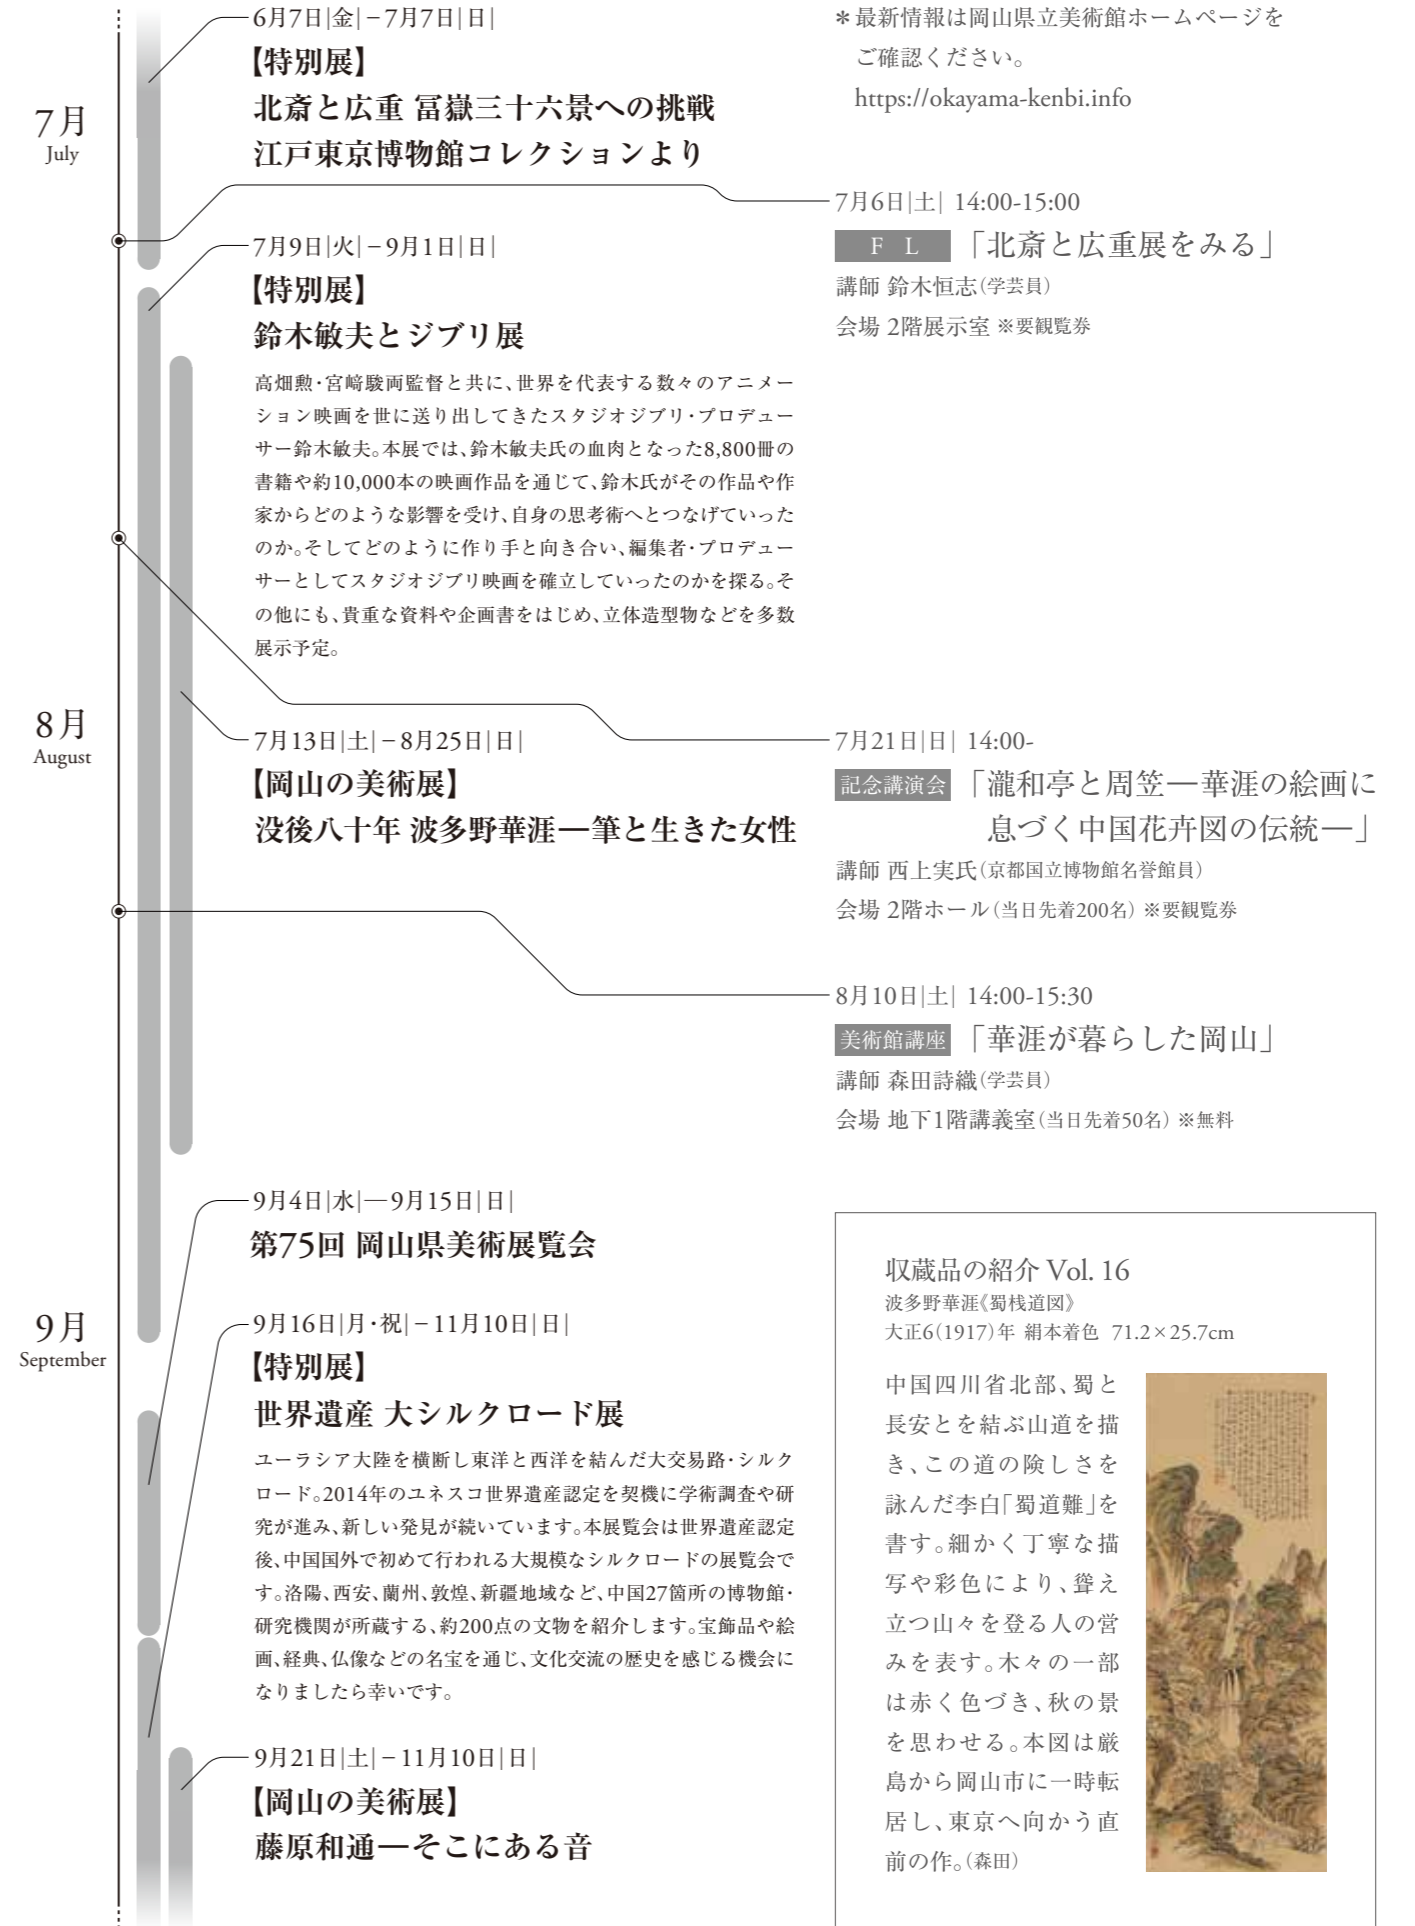 7月
July
8月
August
9月
September
6月7日|金|−7月7日|日|
【特別展】
北斎と広重 冨嶽三十六景への挑戦
江戸東京博物館コレクションより
7月9日|火|−9月1日|日|
【特別展】
鈴木敏夫とジブリ展
高畑勲・宮﨑駿両監督と共に、世界を代表する数々のアニメー
ション映画を世に送り出してきたスタジオジブリ・プロデュー
サー鈴木敏夫。本展では、鈴木敏夫氏の血肉となった8,800冊の
書籍や約10,000本の映画作品を通じて、鈴木氏がその作品や作
家からどのような影響を受け、自身の思考術へとつなげていった
のか。そしてどのように作り手と向き合い、編集者・プロデュー
サーとしてスタジオジブリ映画を確立していったのかを探る。そ
の他にも、貴重な資料や企画書をはじめ、立体造型物などを多数
展示予定。
7月13日|土|−8月25日|日|
【岡山の美術展】
没後八十年 波多野華涯―筆と生きた女性
9月4日|水|―9月15日|日|
第75回 岡山県美術展覧会
9月16日|月・祝|−11月10日|日|
【特別展】
世界遺産 大シルクロード展
ユーラシア大陸を横断し東洋と西洋を結んだ大交易路・シルク
ロード。2014年のユネスコ世界遺産認定を契機に学術調査や研
究が進み、新しい発見が続いています。本展覧会は世界遺産認定
後、中国国外で初めて行われる大規模なシルクロードの展覧会で
す。洛陽、西安、蘭州、敦煌、新疆地域など、中国27箇所の博物館・
研究機関が所蔵する、約200点の文物を紹介します。宝飾品や絵
画、経典、仏像などの名宝を通じ、文化交流の歴史を感じる機会に
なりましたら幸いです。
9月21日|土|−11月10日|日|
【岡山の美術展】
藤原和通―そこにある音
＊最新情報は岡山県立美術館ホームページを
ご確認ください。
https://okayama-kenbi.info
7月6日|土| 14:00-15:00
F L 「北斎と広重展をみる」
講師 鈴木恒志(学芸員)
会場 2階展示室 ※要観覧券
7月21日|日| 14:00-
記念講演会 「瀧和亭と周笠―華涯の絵画に
息づく中国花卉図の伝統―」
講師 西上実氏(京都国立博物館名誉館員)
会場 2階ホール(当日先着200名) ※要観覧券
8月10日|土| 14:00-15:30
美術館講座 「華涯が暮らした岡山」
講師 森田詩織(学芸員)
会場 地下1階講義室(当日先着50名) ※無料
収蔵品の紹介 Vol. 16
波多野華涯《蜀桟道図》
大正6(1917)年 絹本着色 71.2×25.7cm
中国四川省北部、蜀と
長安とを結ぶ山道を描
き、この道の険しさを
詠んだ李白「蜀道難」を
書す。細かく丁寧な描
写や彩色により、聳え
立つ山々を登る人の営
みを表す。木々の一部
は赤く色づき、秋の景
を思わせる。本図は厳
島から岡山市に一時転
居し、東京へ向かう直
前の作。(森田)